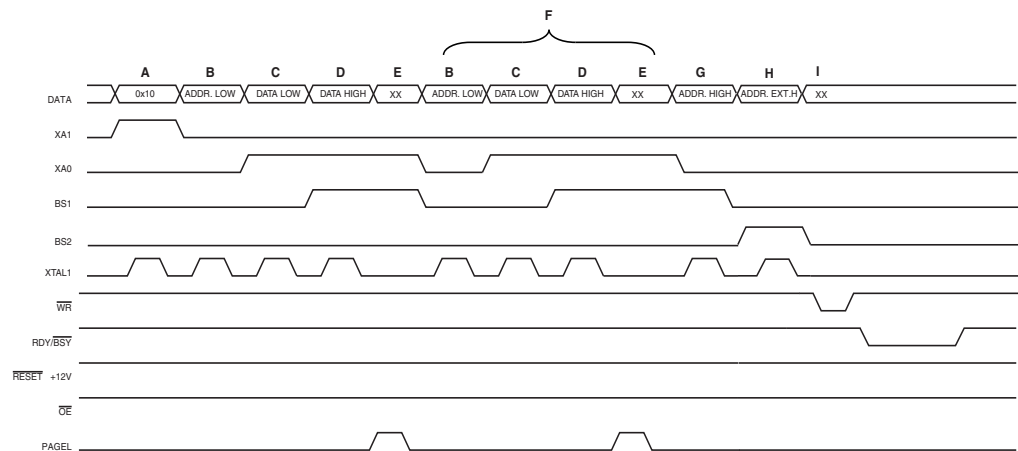 F
A B C D E B C D E G H I
DATA 0x10 ADDR. LOW DATA LOW DATA HIGH XX ADDR. LOW DATA LOW DATA HIGH XX ADDR. HIGH ADDR. EXT.H XX
XA1
XA0
BS1
BS2
XTAL1
WR
RDY/BSY
RESET +12V
OE
PAGEL